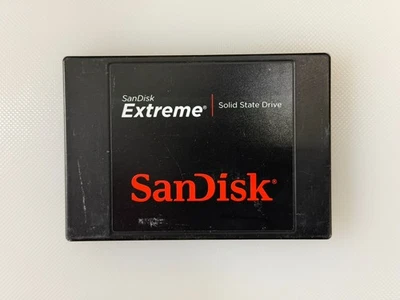 SanDisk
Extreme® | Solid State Drive
SanDisk®